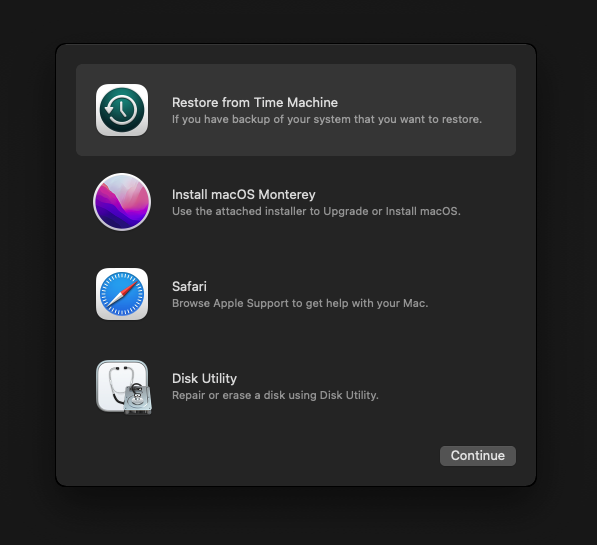 Restore from Time Machine
If you have backup of your system that you want to restore.
Install macOS Monterey
Use the attached installer to Upgrade or Install macOS.
Safari
Browse Apple Support to get help with your Mac.
Disk Utility
Repair or erase a disk using Disk Utility.
Continue